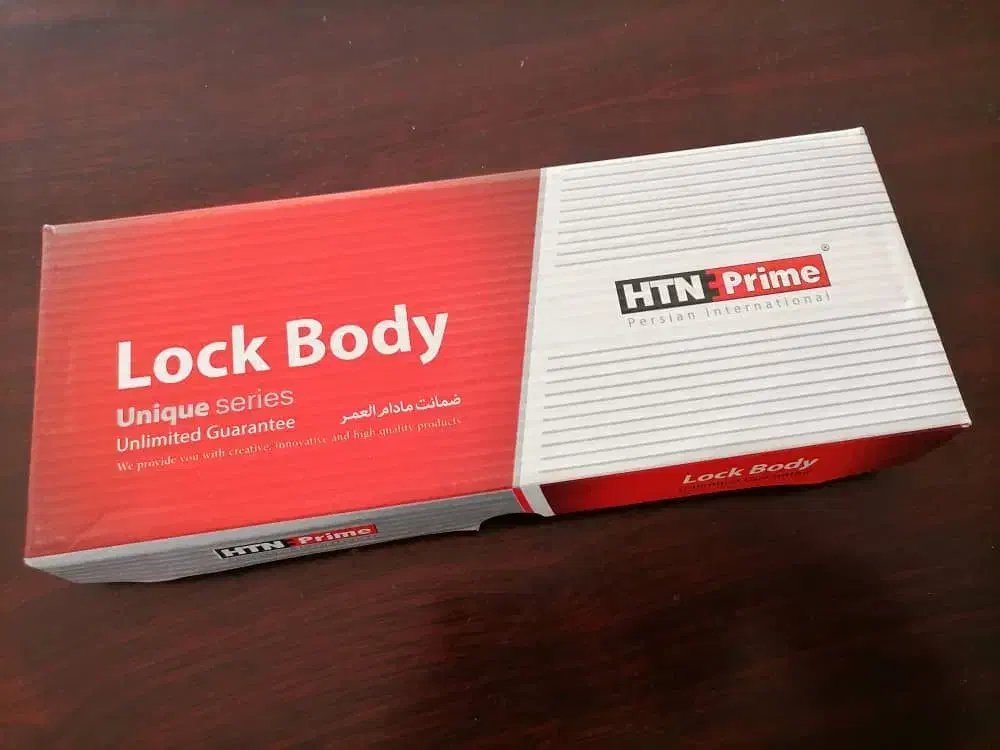 Lock Body
Unique series
Unlimited Guarantee
ضمانت مادام العمر
We provide you with creative, innovative and high quality products
HTN Prime ®
Persian International
HTN Prime
Lock Body